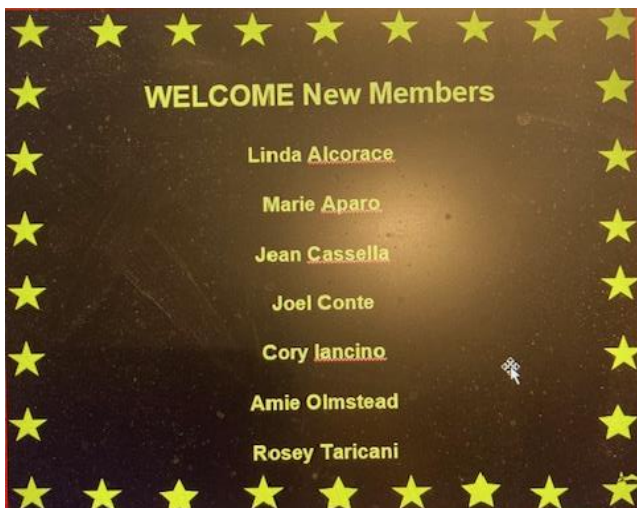 WELCOME New Members
Linda Alcorace
Marie Aparo
Jean Cassella
Joel Conte
Cory Iancino
Amie Olmstead
Rosey Taricani